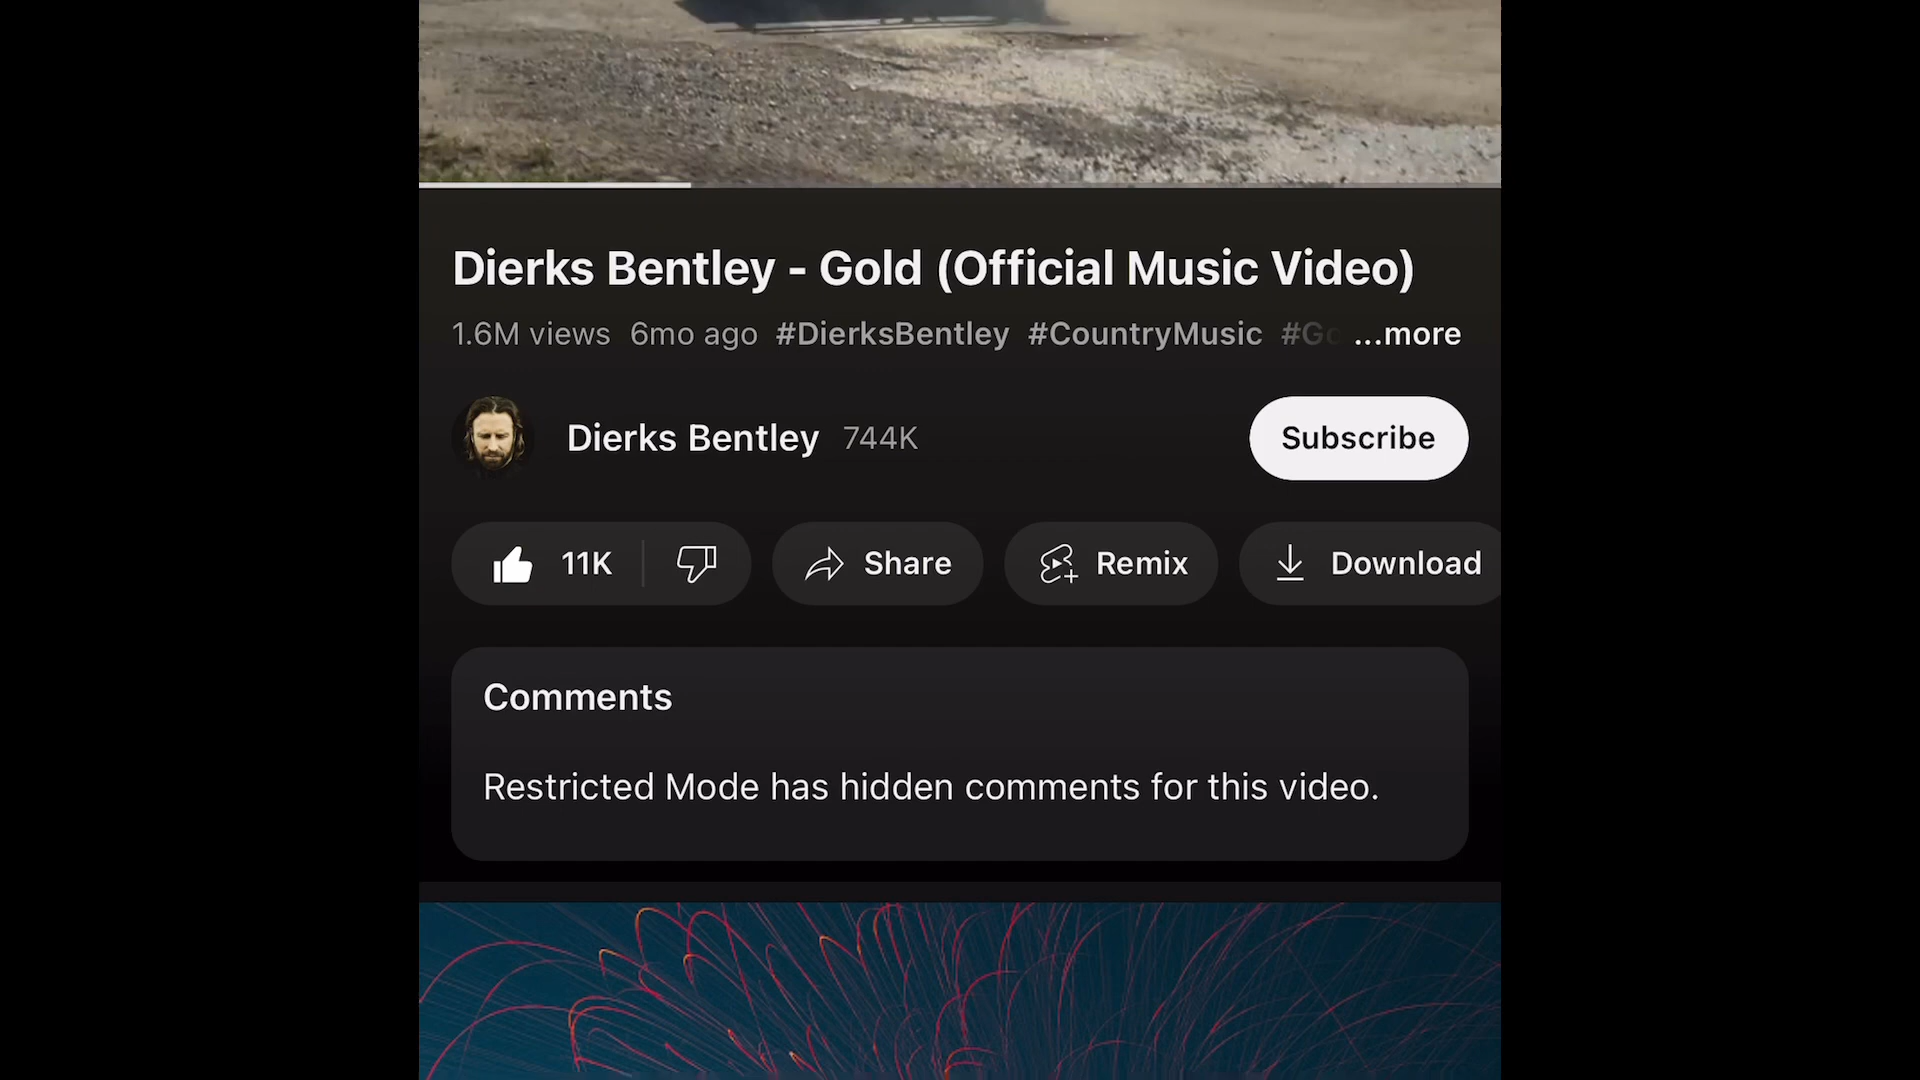 Dierks Bentley - Gold (Official Music Video)
1.6M views 6mo ago #DierksBentley #CountryMusic #Go ...more
Dierks Bentley 744K
Subscribe
11K
Share
Remix
Download
Comments
Restricted Mode has hidden comments for this video.